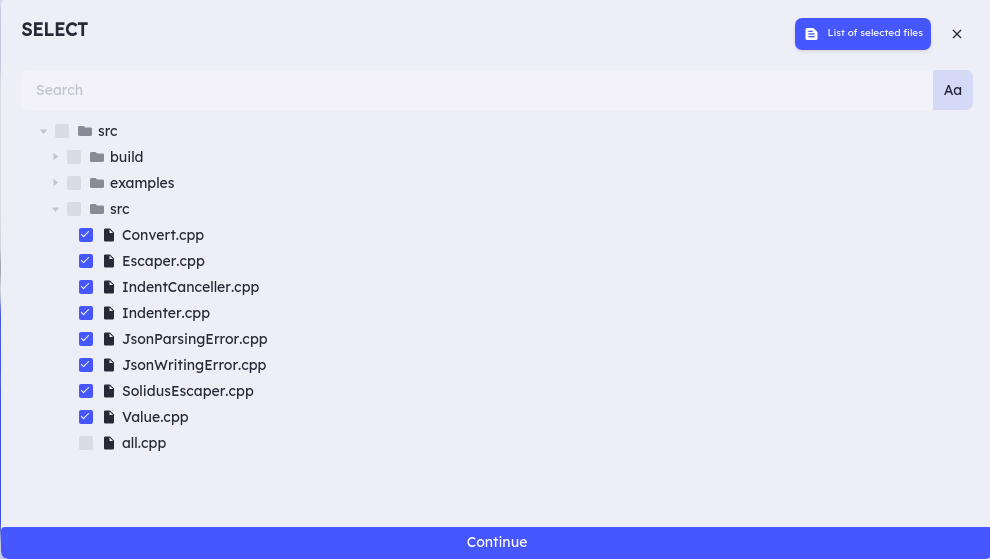 SELECT
List of selected files
Search
Aa
src
build
examples
src
Convert.cpp
Escaper.cpp
IndentCanceller.cpp
Indenter.cpp
JsonParsingError.cpp
JsonWritingError.cpp
SolidusEscaper.cpp
Value.cpp
all.cpp
Continue